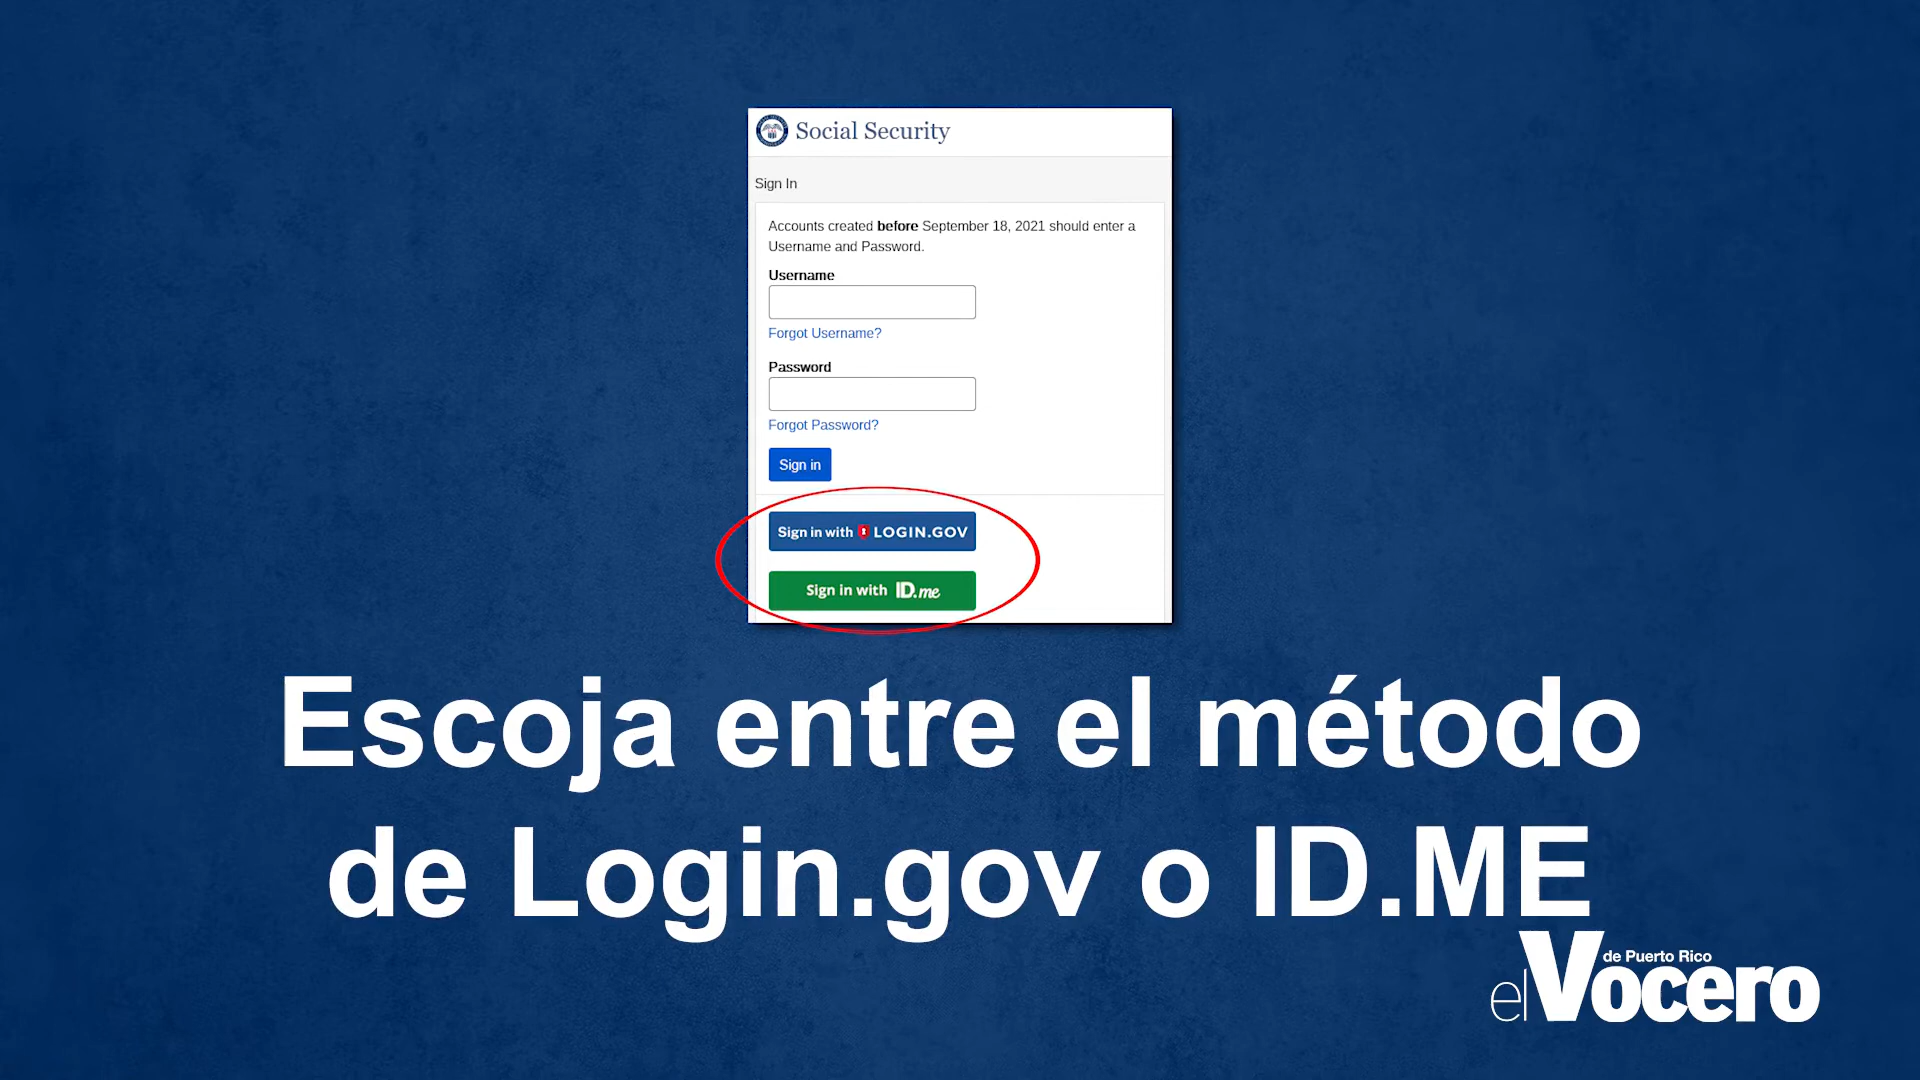 Social Security
Sign In
Accounts created before September 18, 2021 should enter a
Username and Password.
Username
Forgot Username?
Password
Forgot Password?
Sign in
Sign in with LOGIN.GOV
Sign in with ID.me
Escoja entre el método
de Login.gov o ID.ME
de Puerto Rico
el Vocero